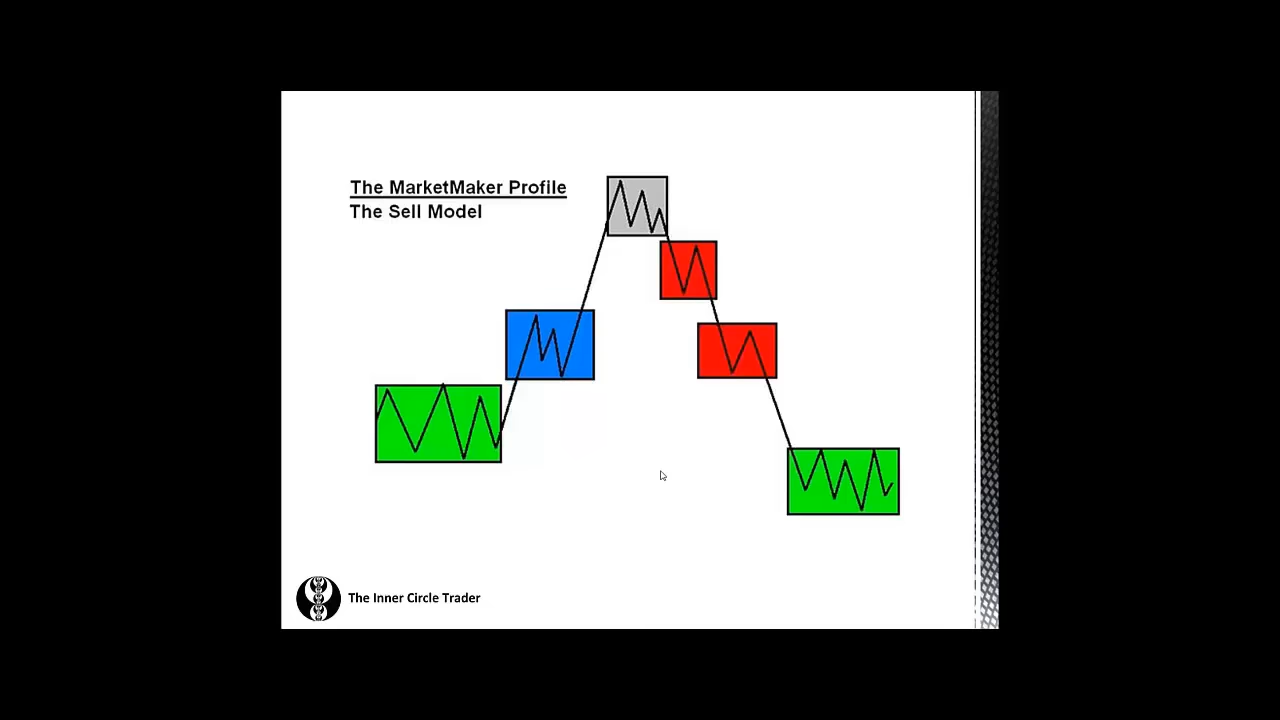 The MarketMaker Profile
The Sell Model
The Inner Circle Trader